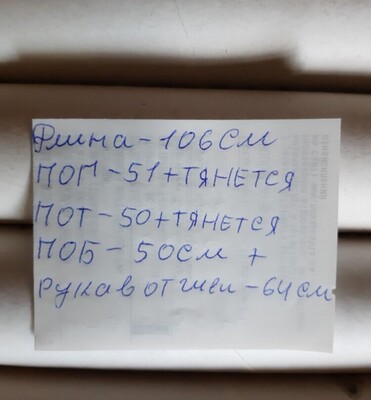 Длина - 106 см
ПОГ - 51 + ТЯНЕТСЯ
ПОТ - 50 + ТЯНЕТСЯ
ПОБ - 50 см +
рукав от шеи - 64 см